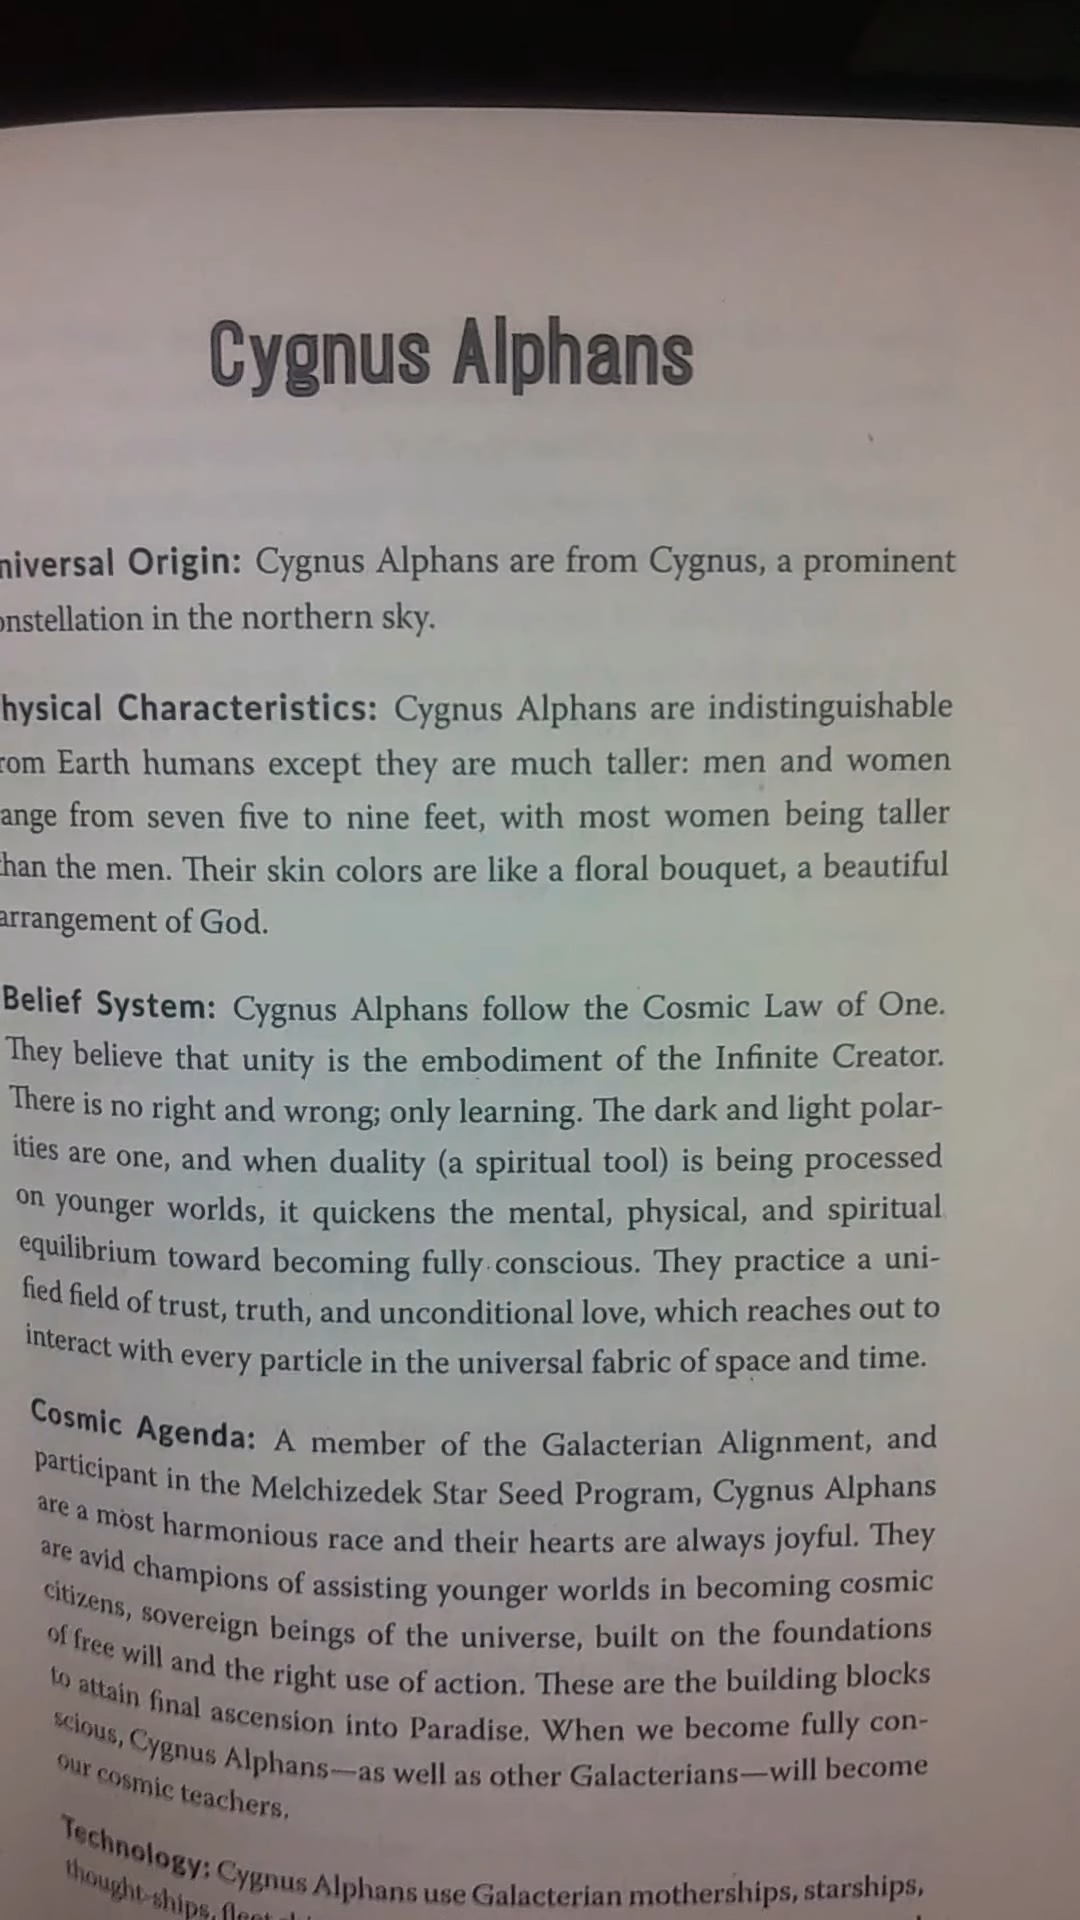 Cygnus Alphans
niversal Origin: Cygnus Alphans are from Cygnus, a prominent
onstellation in the northern sky.
hysical Characteristics: Cygnus Alphans are indistinguishable
rom Earth humans except they are much taller: men and women
ange from seven five to nine feet, with most women being taller
han the men. Their skin colors are like a floral bouquet, a beautiful
arrangement of God.
Belief System: Cygnus Alphans follow the Cosmic Law of One.
They believe that unity is the embodiment of the Infinite Creator.
There is no right and wrong; only learning. The dark and light polar-
ities are one, and when duality (a spiritual tool) is being processed
on younger worlds, it quickens the mental, physical, and spiritual
equilibrium toward becoming fully conscious. They practice a uni-
fied field of trust, truth, and unconditional love, which reaches out to
interact with every particle in the universal fabric of space and time.
Cosmic Agenda: A member of the Galacterian Alignment, and
participant in the Melchizedek Star Seed Program, Cygnus Alphans
are a most harmonious race and their hearts are always joyful. They
are avid champions of assisting younger worlds in becoming cosmic
citizens, sovereign beings of the universe, built on the foundations
of free will and the right use of action. These are the building blocks
to attain final ascension into Paradise. When we become fully con-
scious, Cygnus Alphans—as well as other Galacterians—will become
our cosmic teachers.
Technology: Cygnus Alphans use Galacterian motherships, starships,
thought-ships,